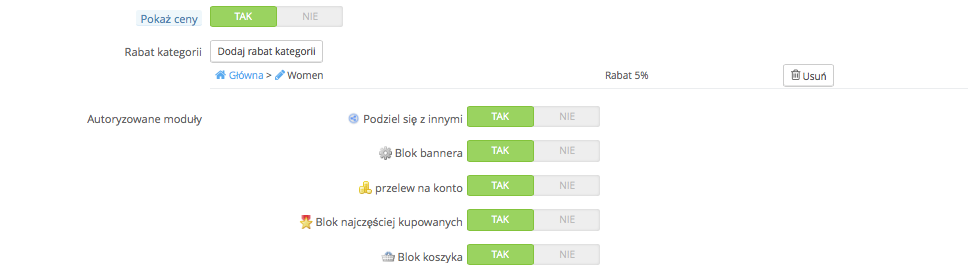 Pokaż ceny TAK NIE
Rabat kategorii Dodaj rabat kategorii
Główna > Women Rabat 5% Usuń
Autoryzowane moduły Podziel się z innymi TAK NIE
Blok bannera TAK NIE
przelew na konto TAK NIE
Blok najczęściej kupowanych TAK NIE
Blok koszyka TAK NIE